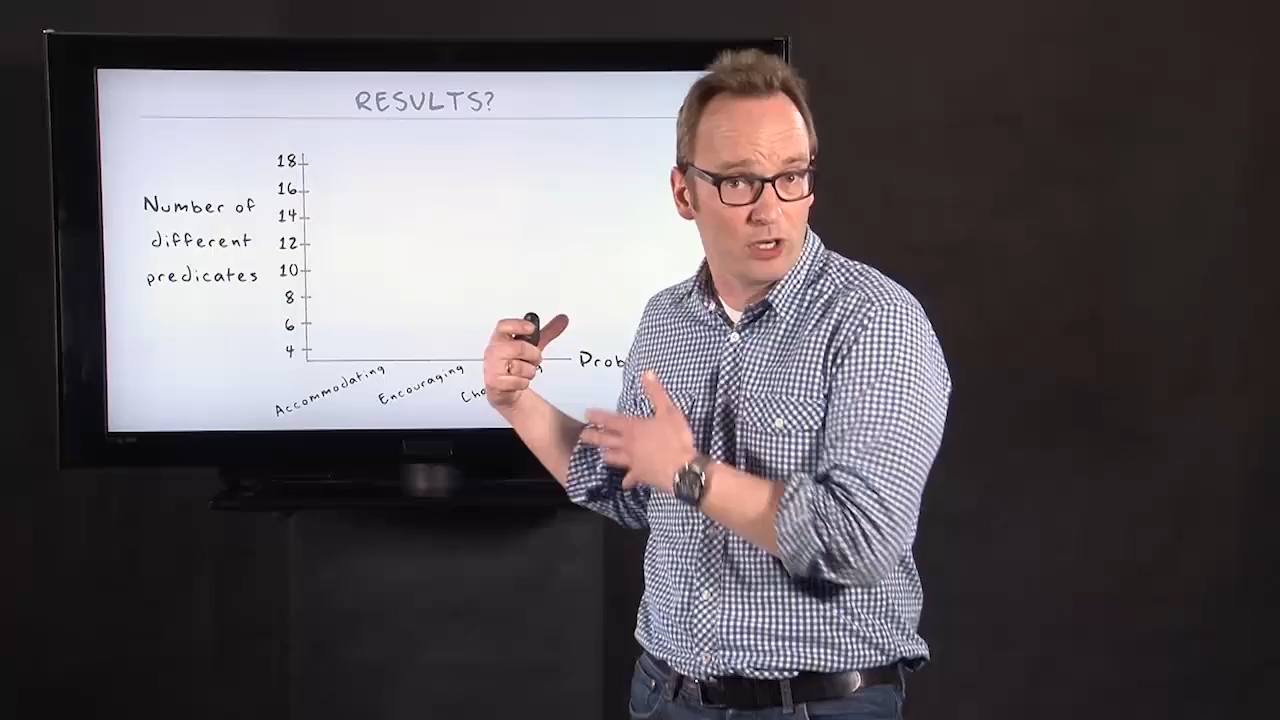 RESULTS?
Number of
different
predicates
18
16
14
12
10
8
6
4
Accommodating
Encouraging